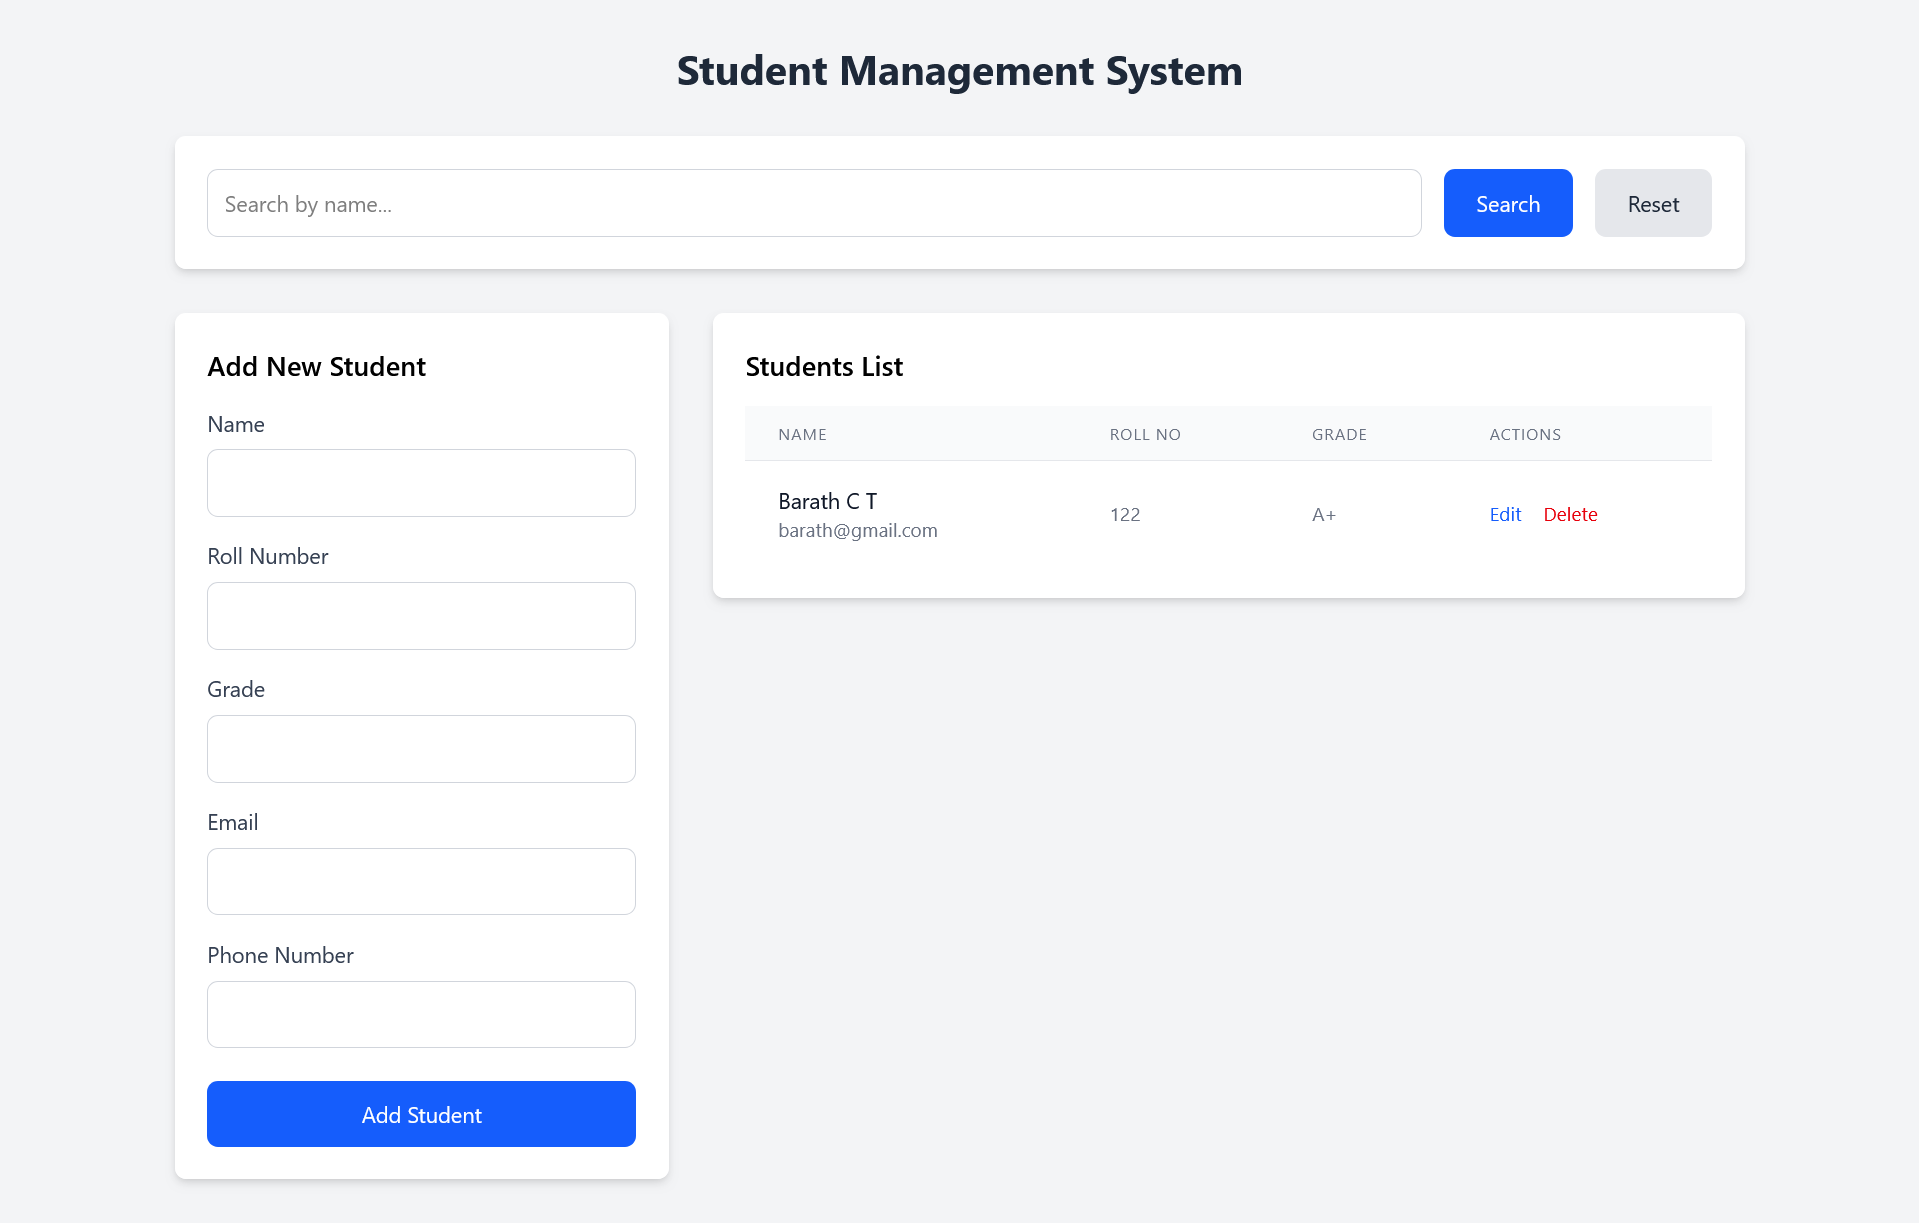 Student Management System
Search by name...
Search
Reset
Add New Student
Name
Roll Number
Grade
Email
Phone Number
Add Student
Students List
NAME ROLL NO GRADE ACTIONS
Barath C T
barath@gmail.com
122 A+ Edit Delete